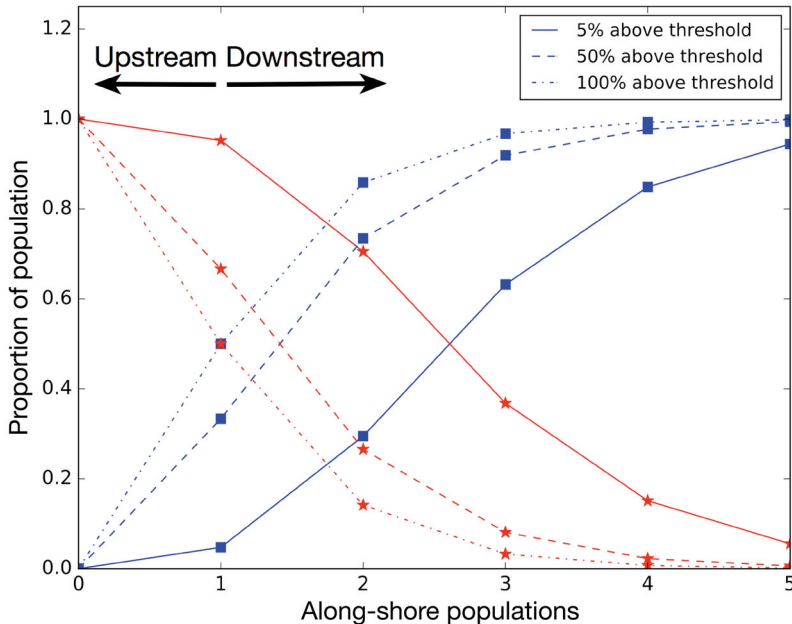 1.2
Upstream Downstream
5% above threshold
50% above threshold
100% above threshold
1.0
0.8
0.6
0.4
0.2
0.0
0 1 2 3 4 5
Proportion of population
Along-shore populations